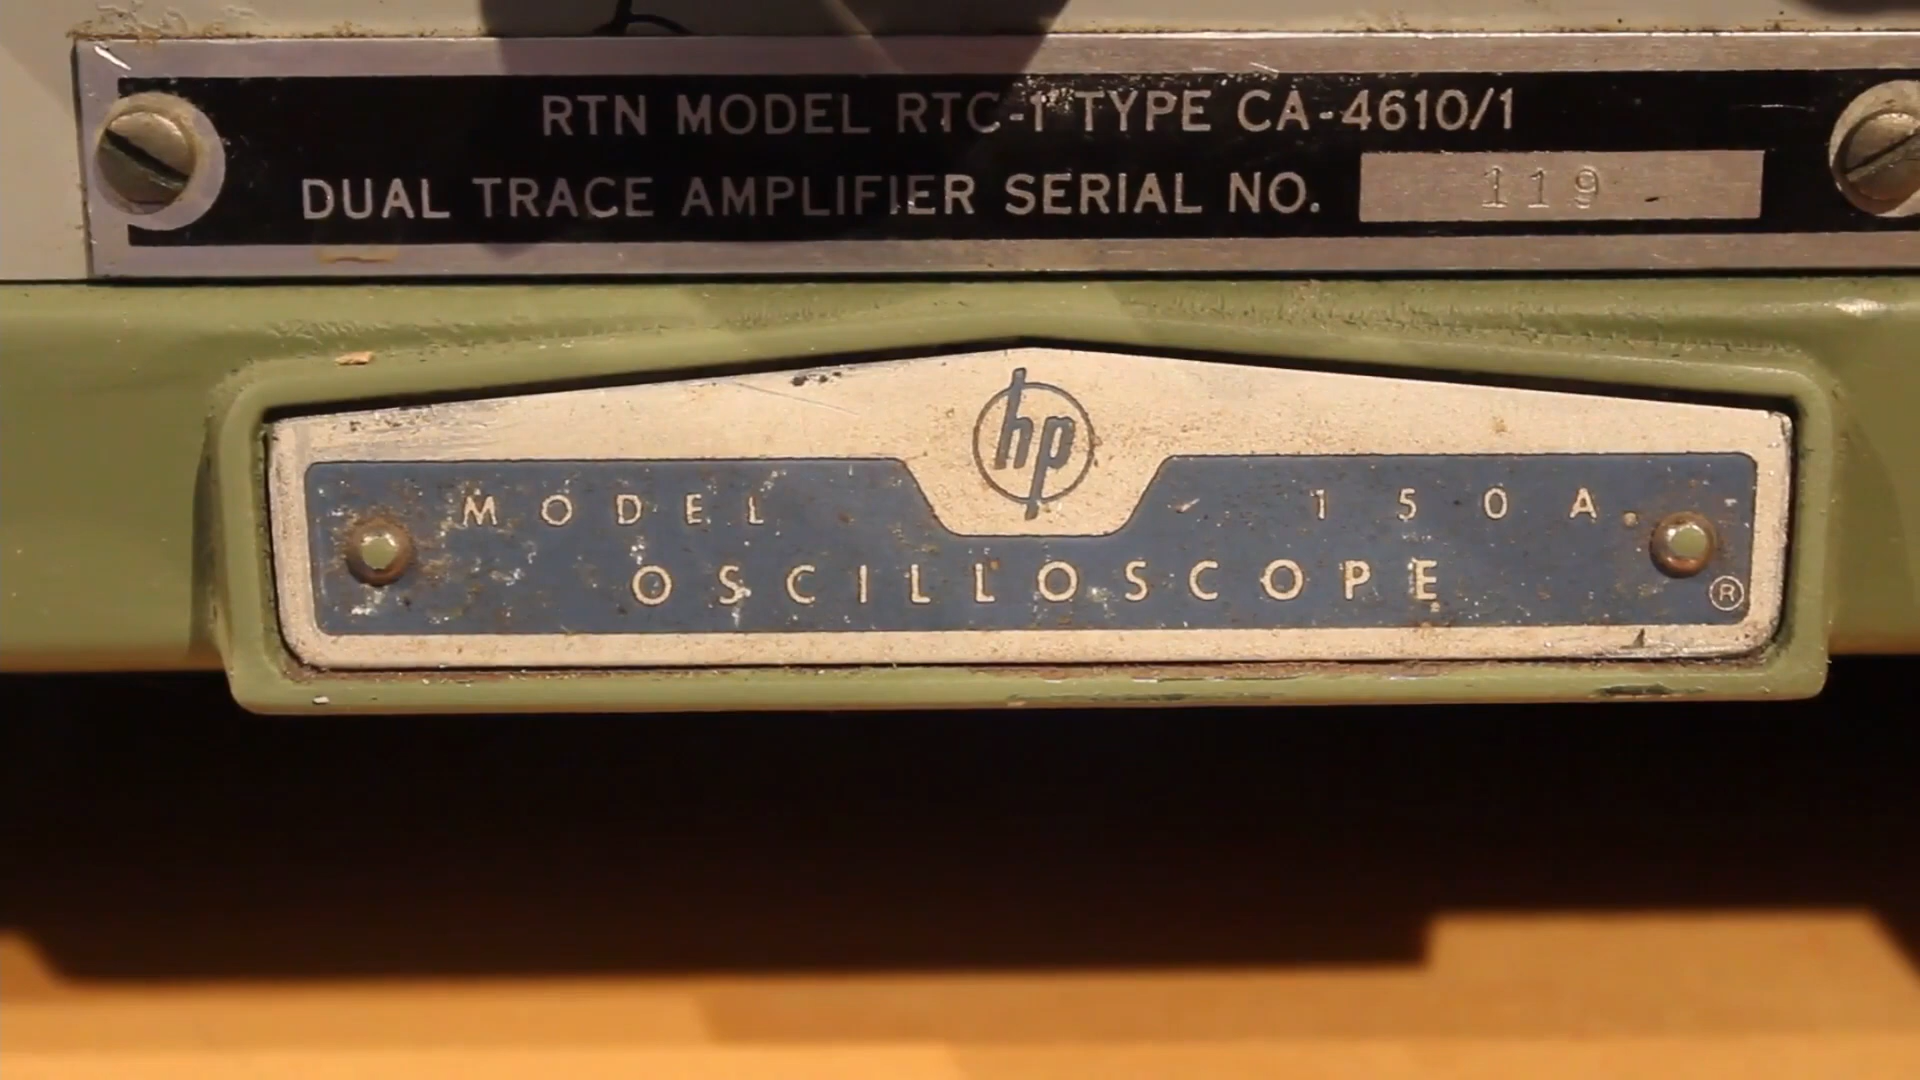 RTN MODEL RTC-1 TYPE CA-4610/1
DUAL TRACE AMPLIFIER SERIAL NO. 119
hp
MODEL 150A
OSCILLOSCOPE
®